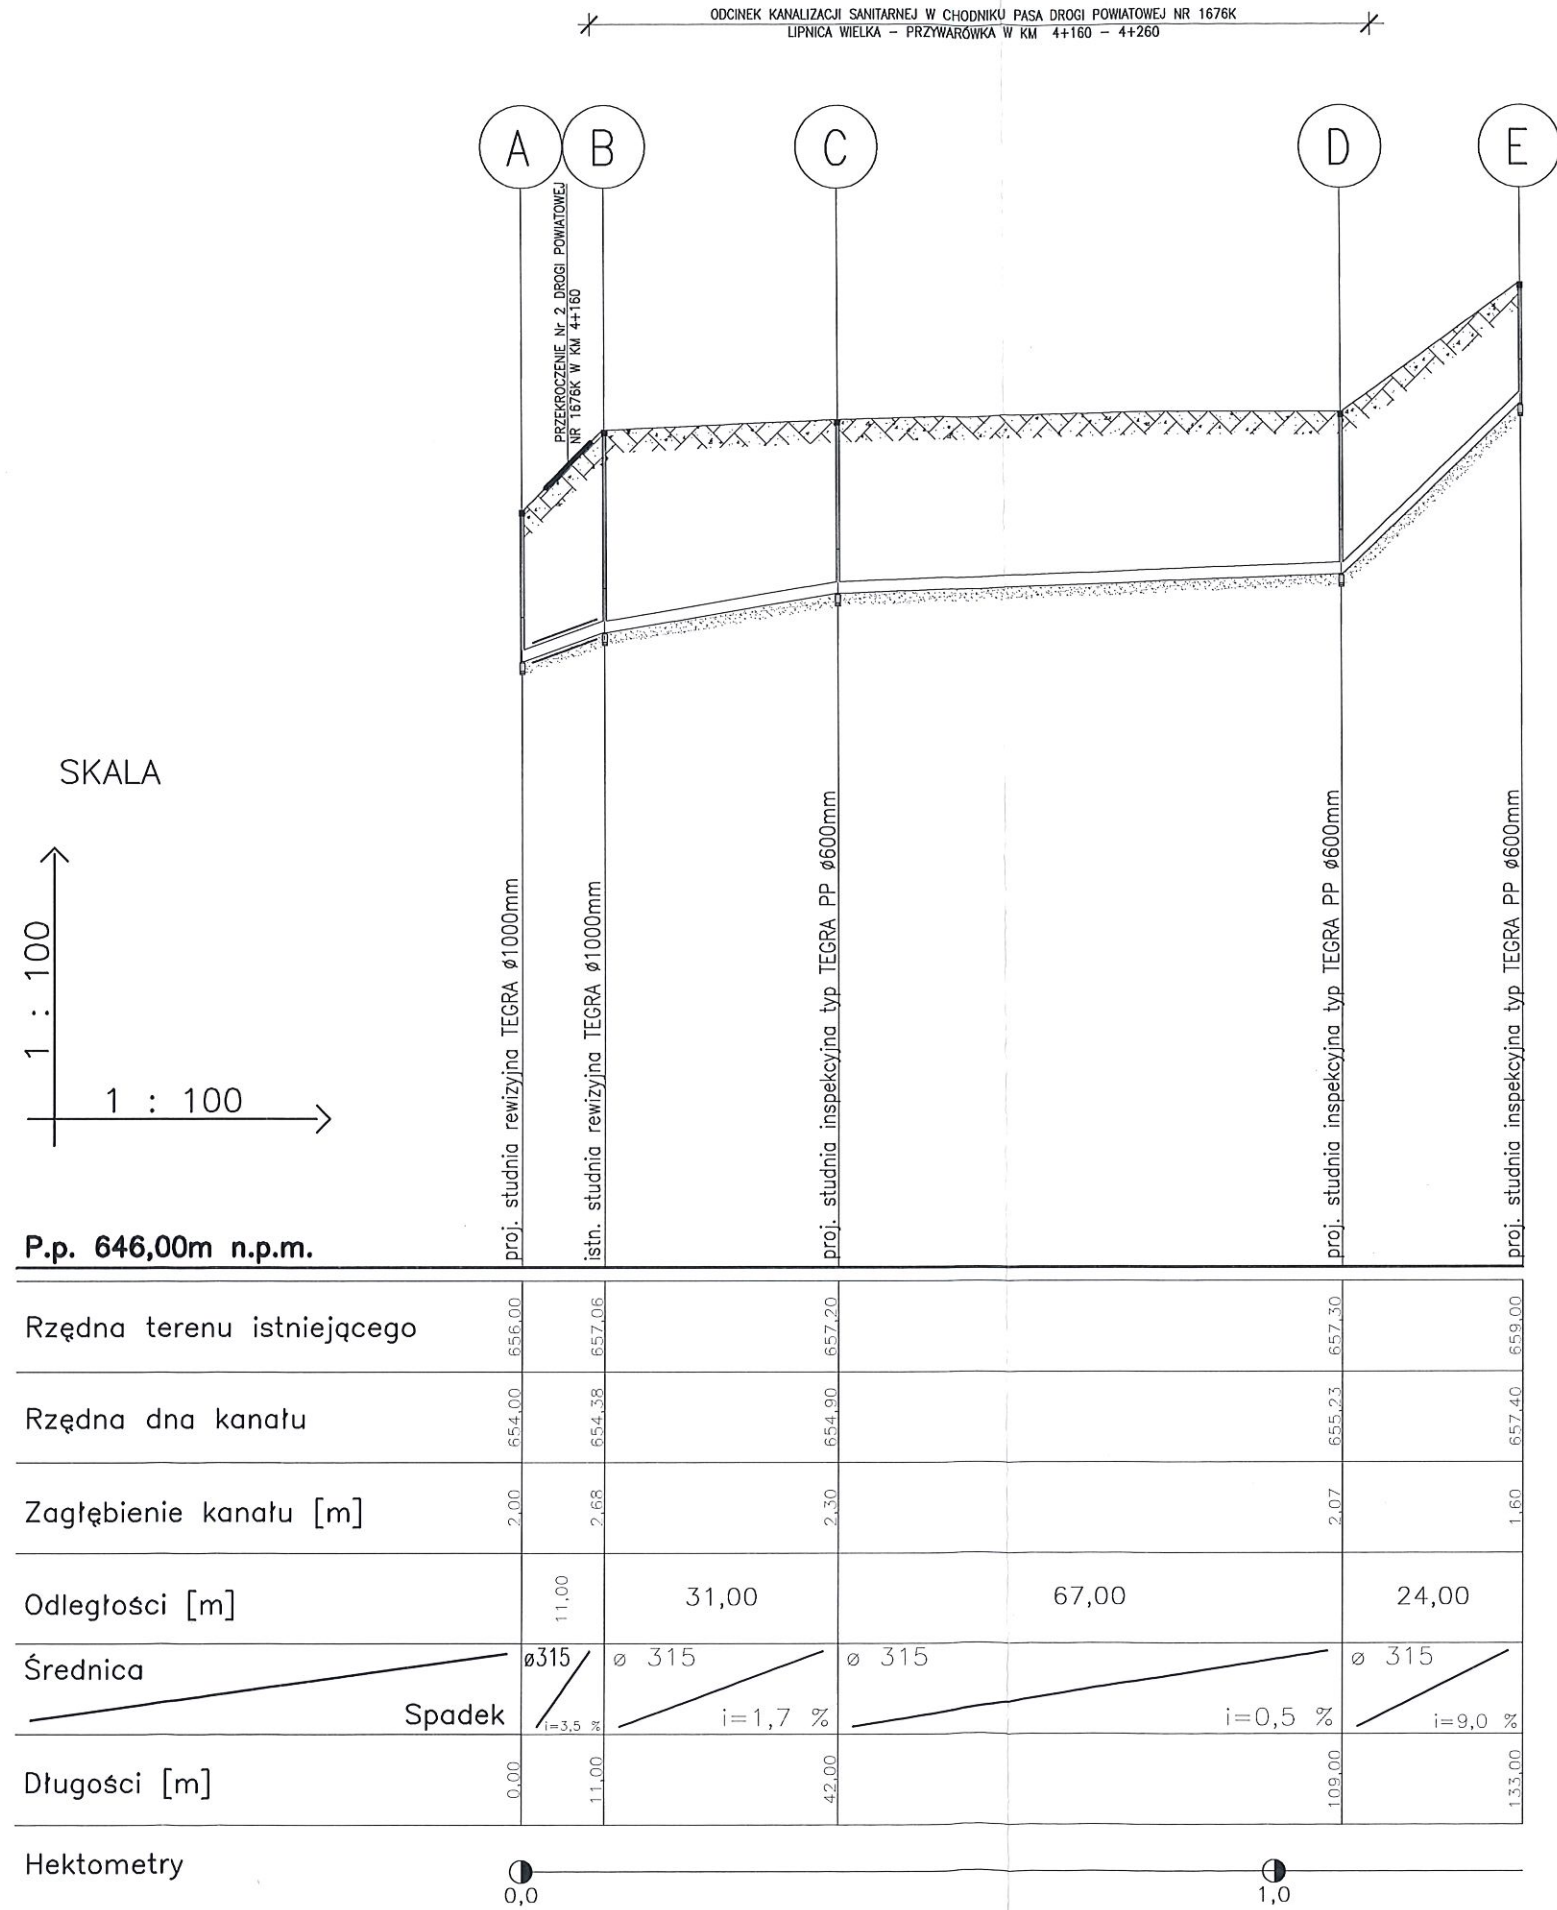 ODCINEK KANALIZACJI SANITARNEJ W CHODNIKU PASA DROGI POWIATOWEJ NR 1676K
LIPNICA WIELKA – PRZYWARÓWKA W KM 4+160 – 4+260
A
B
C
D
E
PRZEKROCZENIE Nr 2 DROGI POWIATOWEJ
NR 1676K W KM 4+160
SKALA
1 : 100
1 : 100
proj. studnia rewizyjna TEGRA ø1000mm
istn. studnia rewizyjna TEGRA ø1000mm
proj. studnia inspekcyjna typ TEGRA PP ø600mm
proj. studnia inspekcyjna typ TEGRA PP ø600mm
proj. studnia inspekcyjna typ TEGRA PP ø600mm
P.p. 646,00m n.p.m.
Rzędna terenu istniejącego 656,00 657,06 657,20 657,30 659,00
Rzędna dna kanału 654,00 654,38 654,90 655,23 657,40
Zagłębienie kanału [m] 2,00 2,68 2,30 2,07 1,60
Odległości [m] 11,00 31,00 67,00 24,00
Średnica ø315 ø 315 ø 315 ø 315
Spadek i=3,5 % i=1,7 % i=0,5 % i=9,0 %
Długości [m] 0,00 11,00 42,00 109,00 133,00
Hektometry
0,0 1,0